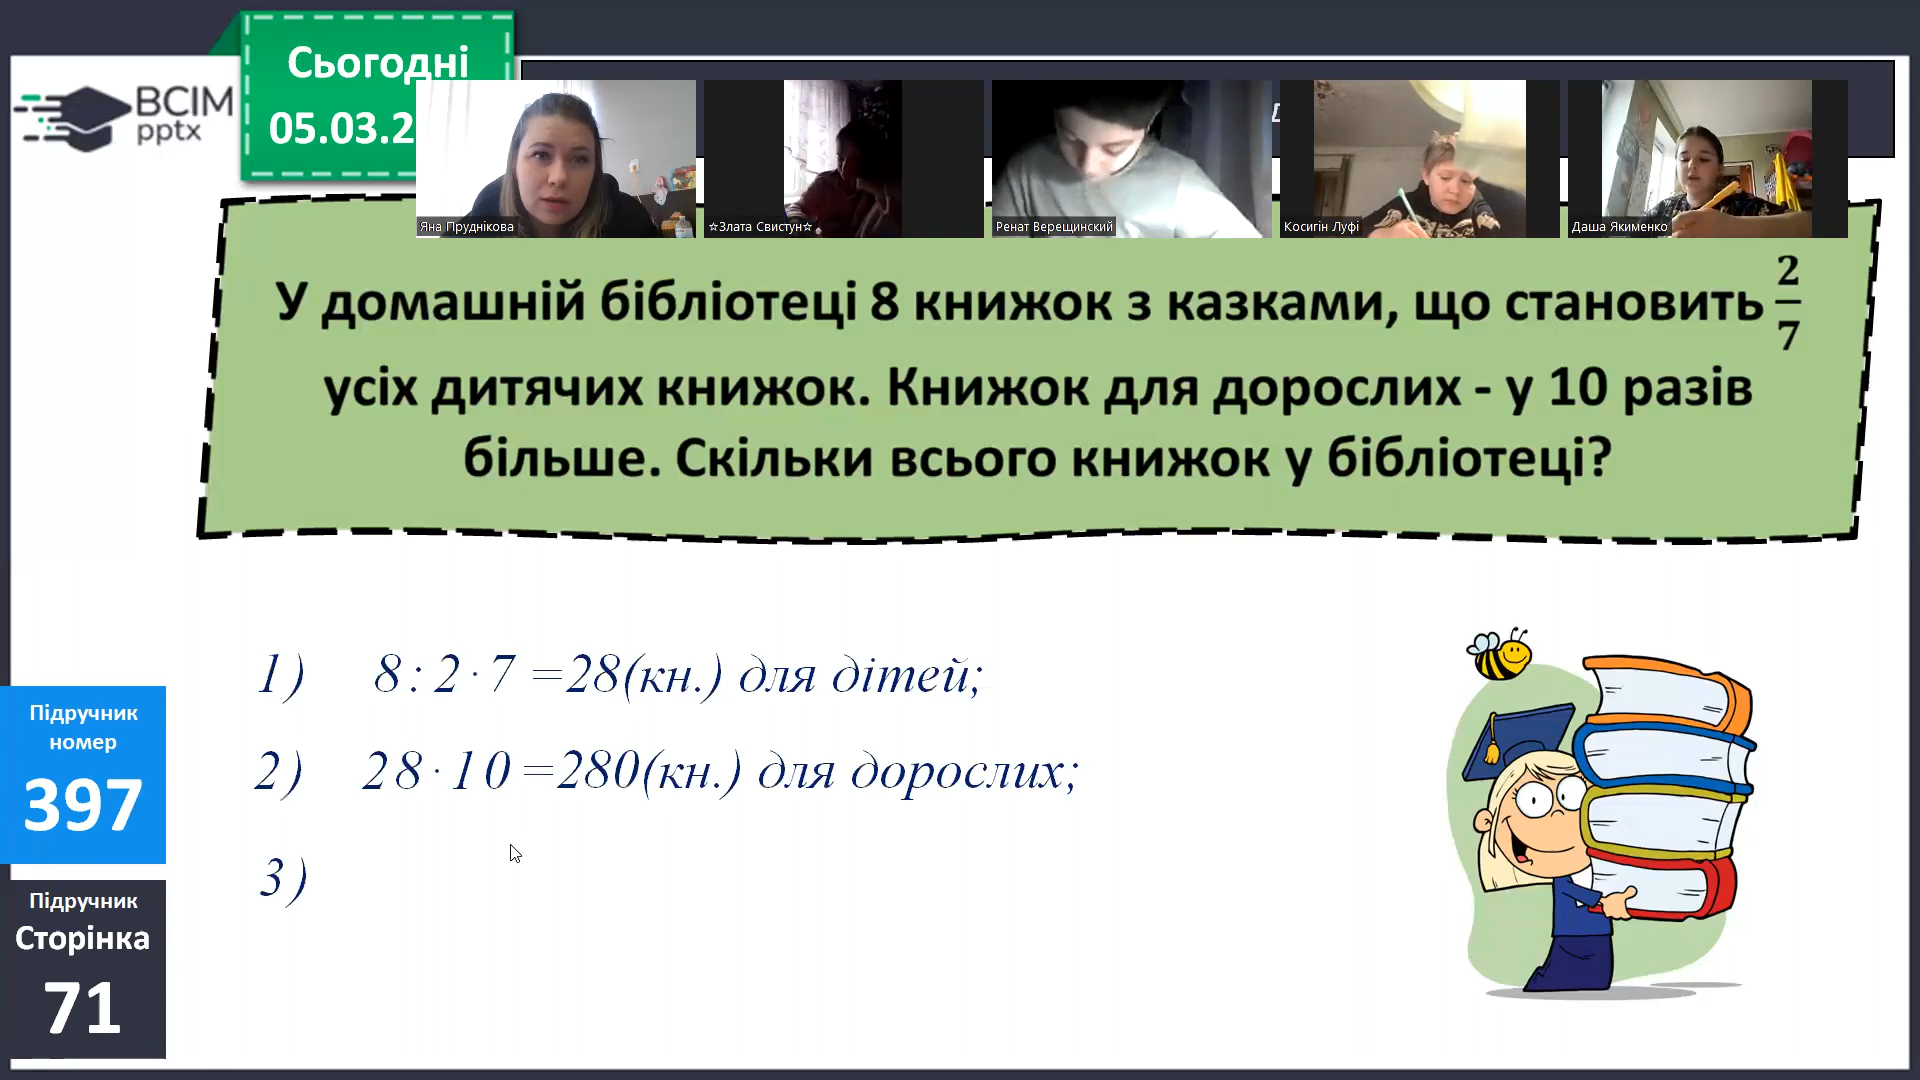 Сьогодні
05.03.2
ВСІМ
pptx
Яна Пруднікова
☆Злата Свистун☆
Ренат Верещинский
Косигін Луфі
Даша Якименко
У домашній бібліотеці 8 книжок з казками, що становить 2/7
усіх дитячих книжок. Книжок для дорослих - у 10 разів
більше. Скільки всього книжок у бібліотеці?
1) 8 : 2 · 7 =28(кн.) для дітей;
2) 28 · 10 =280(кн.) для дорослих;
3)
Підручник
номер
397
Підручник
Сторінка
71